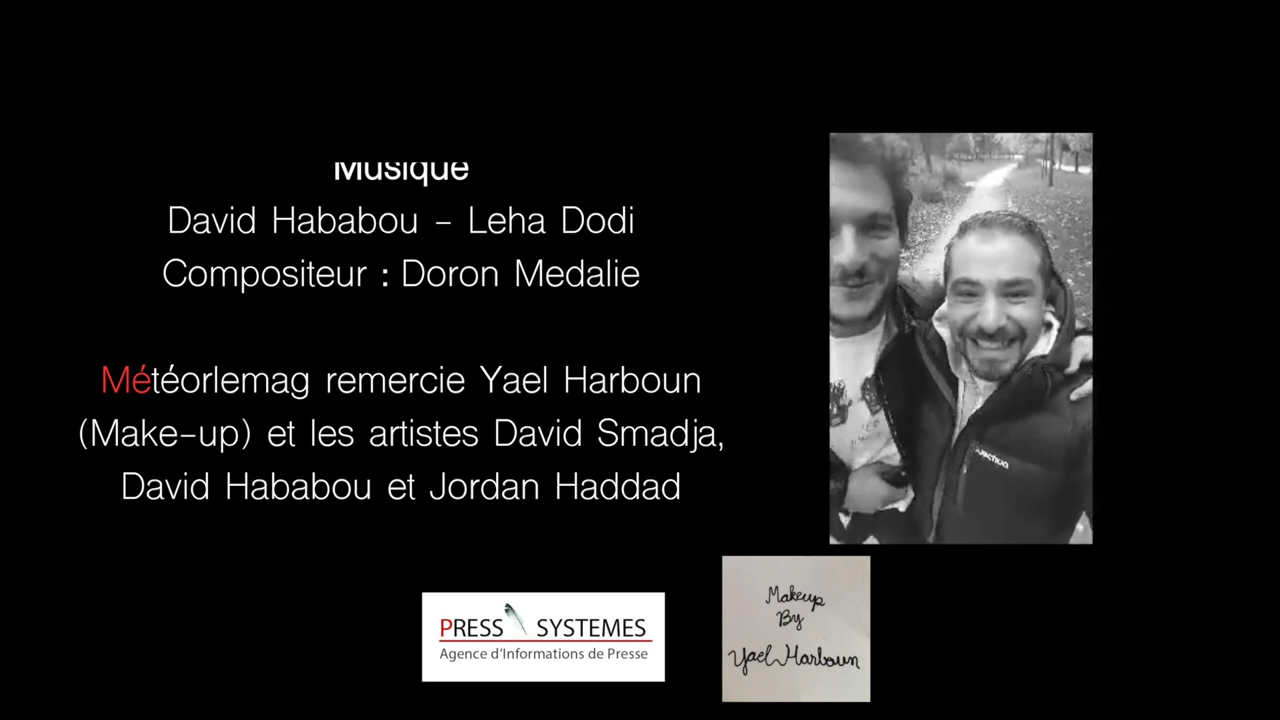 Musique
David Hababou - Leha Dodi
Compositeur : Doron Medalie
Météorlemag remercie Yael Harboun
(Make-up) et les artistes David Smadja,
David Hababou et Jordan Haddad
PRESS SYSTEMES
Agence d'Informations de Presse
Makeup
By
Yael Harboun